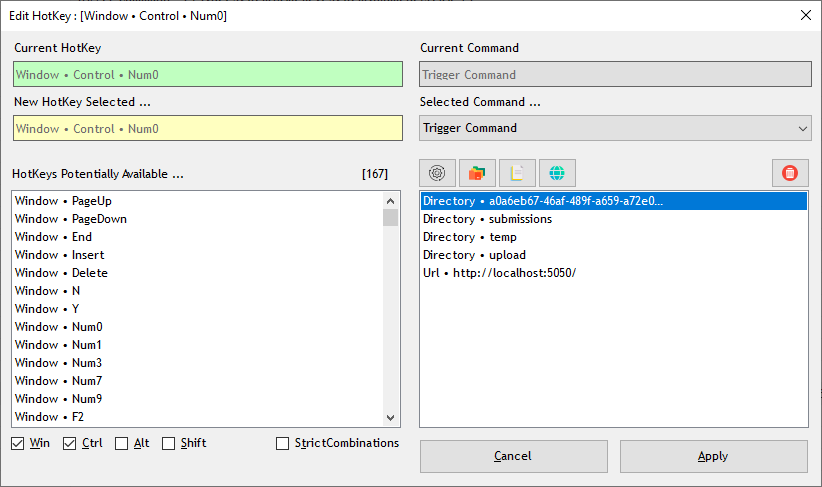 Edit HotKey : [Window • Control • Num0]
Current HotKey
Window • Control • Num0
New HotKey Selected ...
Window • Control • Num0
HotKeys Potentially Available ... [167]
Window • PageUp
Window • PageDown
Window • End
Window • Insert
Window • Delete
Window • N
Window • Y
Window • Num0
Window • Num1
Window • Num3
Window • Num7
Window • Num9
Window • F2
Win Ctrl Alt Shift StrictCombinations
Current Command
Trigger Command
Selected Command ...
Trigger Command
Directory • a0a6eb67-46af-489f-a659-a72e0...
Directory • submissions
Directory • temp
Directory • upload
Url • http://localhost:5050/
Cancel Apply